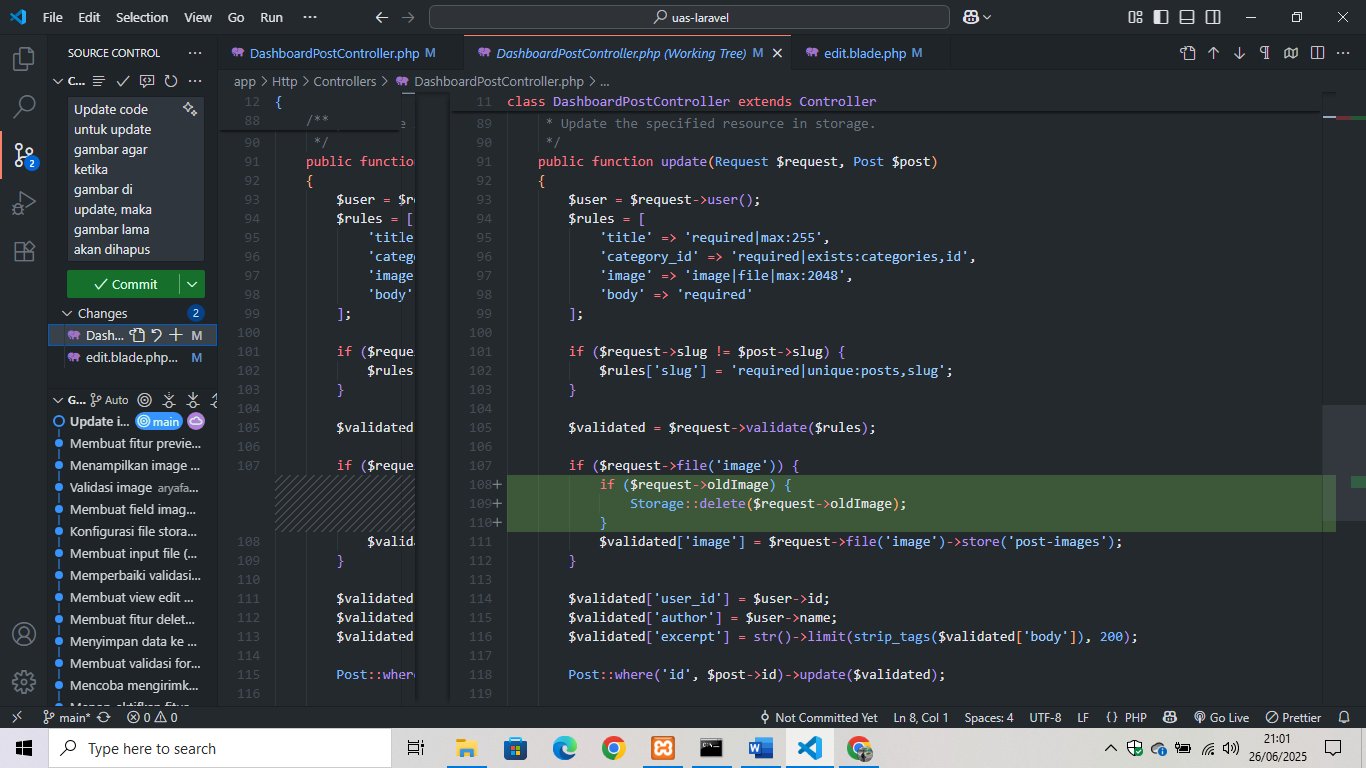 File Edit Selection View Go Run ··· uas-laravel
SOURCE CONTROL ···
DashboardPostController.php M
DashboardPostController.php (Working Tree) M
edit.blade.php M
C... ···
app > Http > Controllers > DashboardPostController.php > ...
Update code
untuk update
gambar agar
ketika
gambar di
update, maka
gambar lama
akan dihapus
Commit
Changes 2
Dash... M
edit.blade.php... M
G... Auto
Update i... main
Membuat fitur previe...
Menampilkan image ...
Validasi image aryafa...
Membuat field imag...
Konfigurasi file stora...
Membuat input file (...
Memperbaiki validasi...
Membuat view edit ...
Membuat fitur delet...
Menyimpan data ke ...
Membuat validasi for...
Mencoba mengirimk...
12 {
88 /**
90 */
91 public functio
92 {
93 $user = $r
94 $rules = [
95 'title
96 'categ
97 'image
98 'body'
99 ];
100
101 if ($reque
102 $rules
103 }
104
105 $validated
106
107 if ($reque
108 $valid
109 }
110
111 $validated
112 $validated
113 $validated
114
115 Post::wher
116
11 class DashboardPostController extends Controller
89 * Update the specified resource in storage.
90 */
91 public function update(Request $request, Post $post)
92 {
93 $user = $request->user();
94 $rules = [
95 'title' => 'required|max:255',
96 'category_id' => 'required|exists:categories,id',
97 'image' => 'image|file|max:2048',
98 'body' => 'required'
99 ];
100
101 if ($request->slug != $post->slug) {
102 $rules['slug'] = 'required|unique:posts,slug';
103 }
104
105 $validated = $request->validate($rules);
106
107 if ($request->file('image')) {
108+ if ($request->oldImage) {
109+ Storage::delete($request->oldImage);
110+ }
111 $validated['image'] = $request->file('image')->store('post-images');
112 }
113
114 $validated['user_id'] = $user->id;
115 $validated['author'] = $user->name;
116 $validated['excerpt'] = str()->limit(strip_tags($validated['body']), 200);
117
118 Post::where('id', $post->id)->update($validated);
119
2
main* 0 0 Not Committed Yet Ln 8, Col 1 Spaces: 4 UTF-8 LF {} PHP Go Live Prettier
Type here to search
21:01
26/06/2025